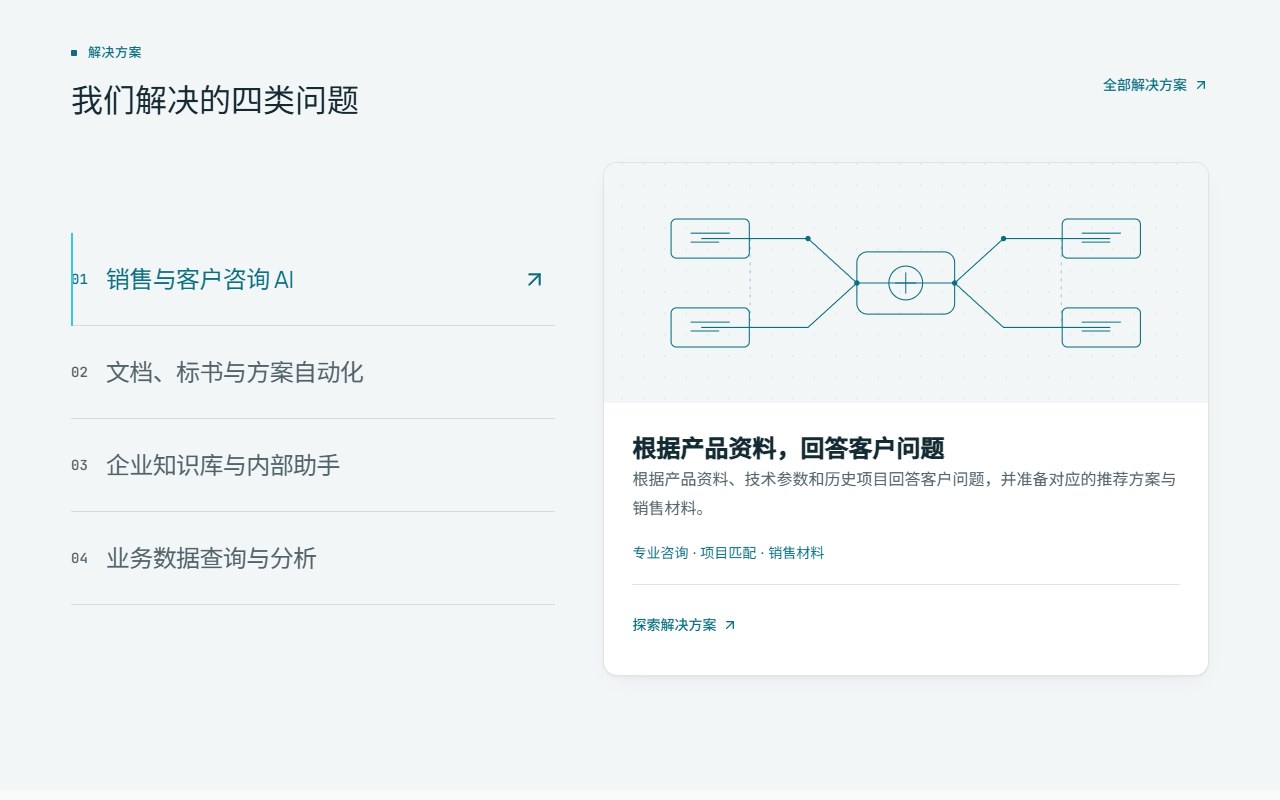 解决方案
我们解决的四类问题
全部解决方案
01 销售与客户咨询 AI
02 文档、标书与方案自动化
03 企业知识库与内部助手
04 业务数据查询与分析
根据产品资料，回答客户问题
根据产品资料、技术参数和历史项目回答客户问题，并准备对应的推荐方案与
销售材料。
专业咨询 · 项目匹配 · 销售材料
探索解决方案